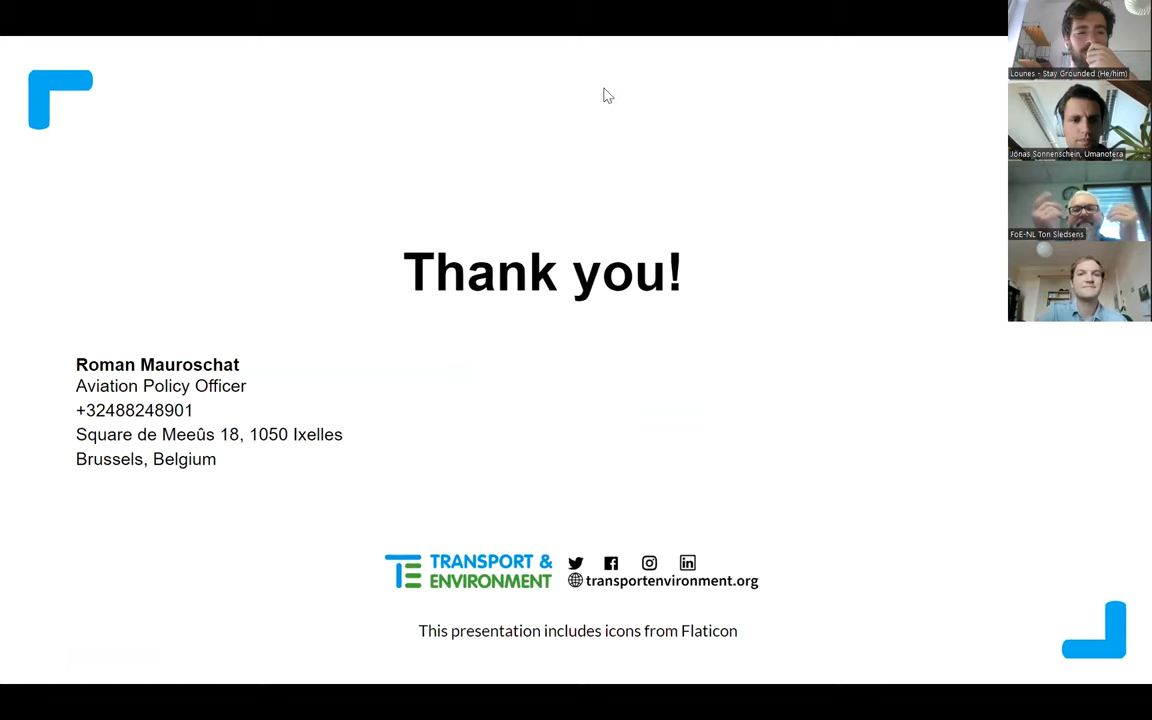 Thank you!
Roman Mauroschat
Aviation Policy Officer
+32488248901
Square de Meeûs 18, 1050 Ixelles
Brussels, Belgium
TRANSPORT &
ENVIRONMENT
transportenvironment.org
This presentation includes icons from Flaticon
Lounes - Stay Grounded (He/him)
Jonas Sonnenschein, Umanotera
FoE-NL Ton Sledsens